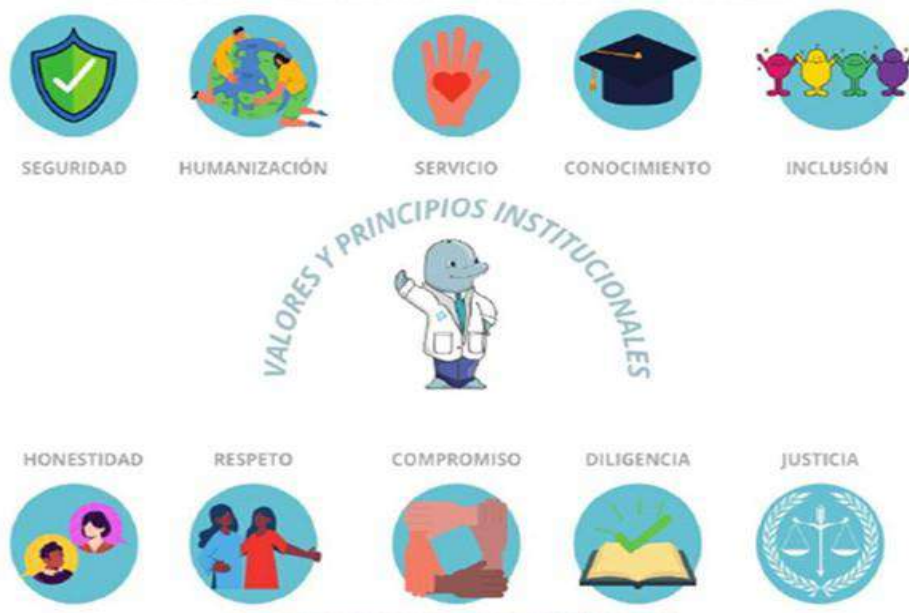 SEGURIDAD
HUMANIZACIÓN
SERVICIO
CONOCIMIENTO
INCLUSIÓN
VALORES Y PRINCIPIOS INSTITUCIONALES
HONESTIDAD
RESPETO
COMPROMISO
DILIGENCIA
JUSTICIA